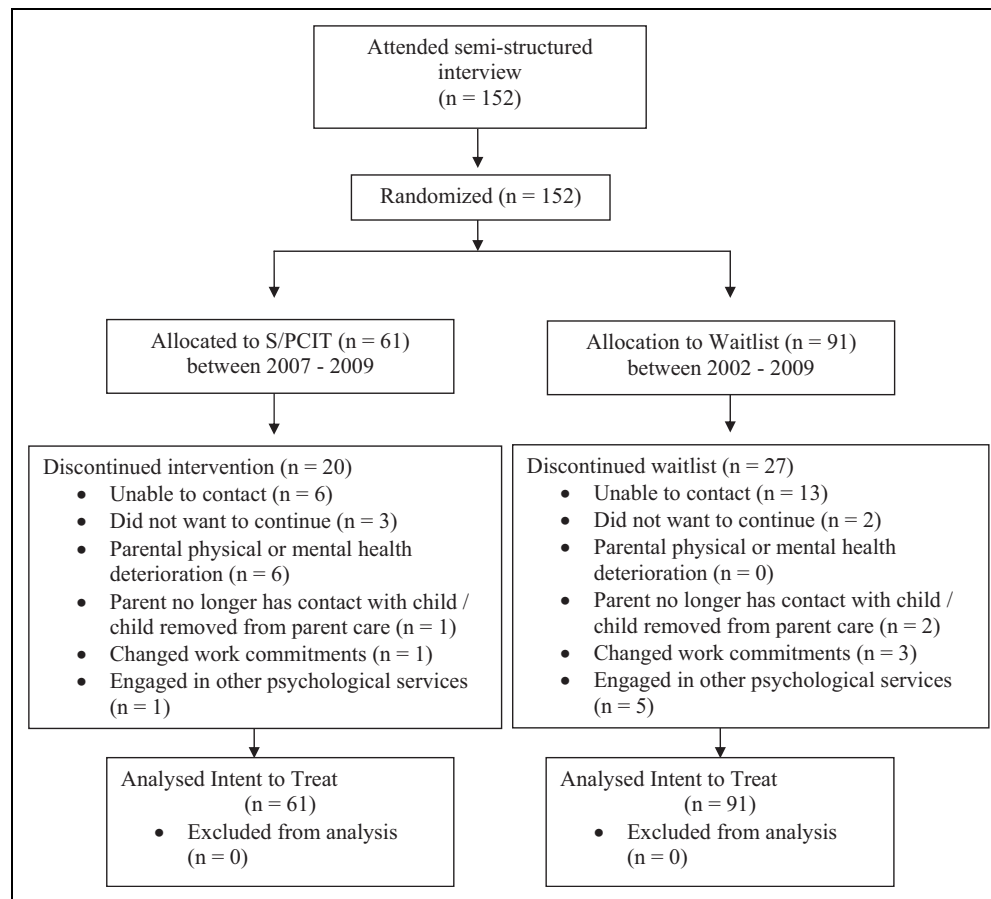 Attended semi-structured
interview
(n = 152)
Randomized (n = 152)
Allocated to S/PCIT (n = 61)
between 2007 - 2009
Allocation to Waitlist (n = 91)
between 2002 - 2009
Discontinued intervention (n = 20)
• Unable to contact (n = 6)
• Did not want to continue (n = 3)
• Parental physical or mental health
deterioration (n = 6)
• Parent no longer has contact with child /
child removed from parent care (n = 1)
• Changed work commitments (n = 1)
• Engaged in other psychological services
(n = 1)
Discontinued waitlist (n = 27)
• Unable to contact (n = 13)
• Did not want to continue (n = 2)
• Parental physical or mental health
deterioration (n = 0)
• Parent no longer has contact with child /
child removed from parent care (n = 2)
• Changed work commitments (n = 3)
• Engaged in other psychological services
(n = 5)
Analysed Intent to Treat
(n = 61)
• Excluded from analysis
(n = 0)
Analysed Intent to Treat
(n = 91)
• Excluded from analysis
(n = 0)